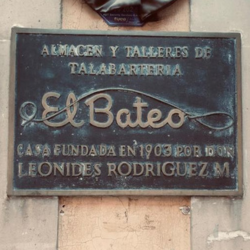 ALMACEN Y TALLERES DE
TALABARTERIA
El Bateo
CASA FUNDADA EN 1903 POR
LEONIDES RODRIGUEZ M